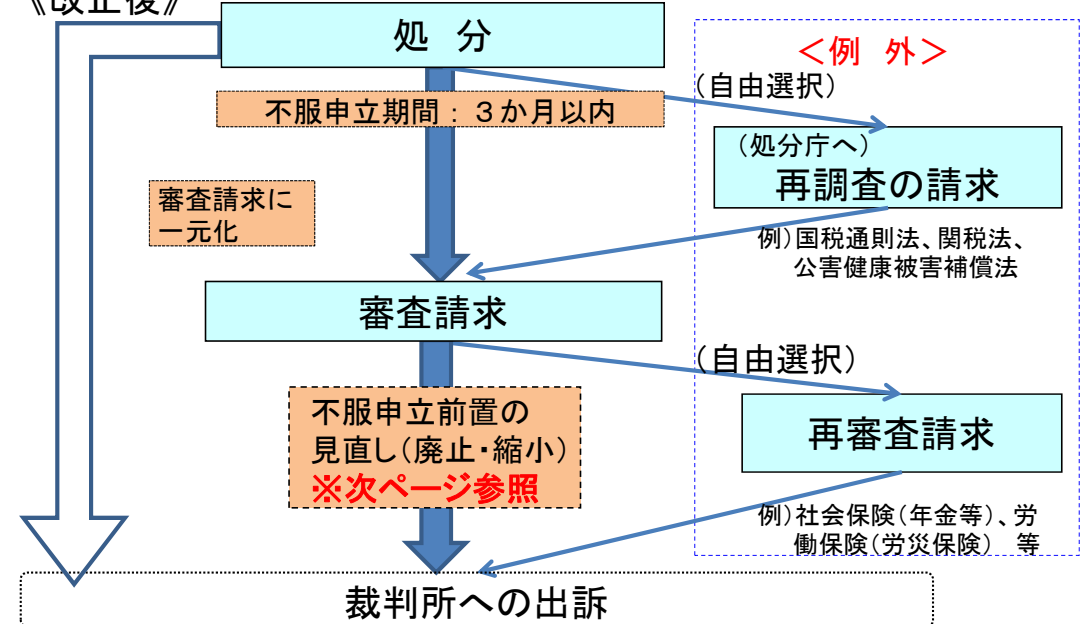 《改正後》
処 分
＜例 外＞
（自由選択）
不服申立期間：３か月以内
（処分庁へ）
再調査の請求
審査請求に
一元化
例）国税通則法、関税法、
公害健康被害補償法
審査請求
（自由選択）
不服申立前置の
見直し（廃止・縮小）
※次ページ参照
再審査請求
例）社会保険（年金等）、労
働保険（労災保険） 等
裁判所への出訴